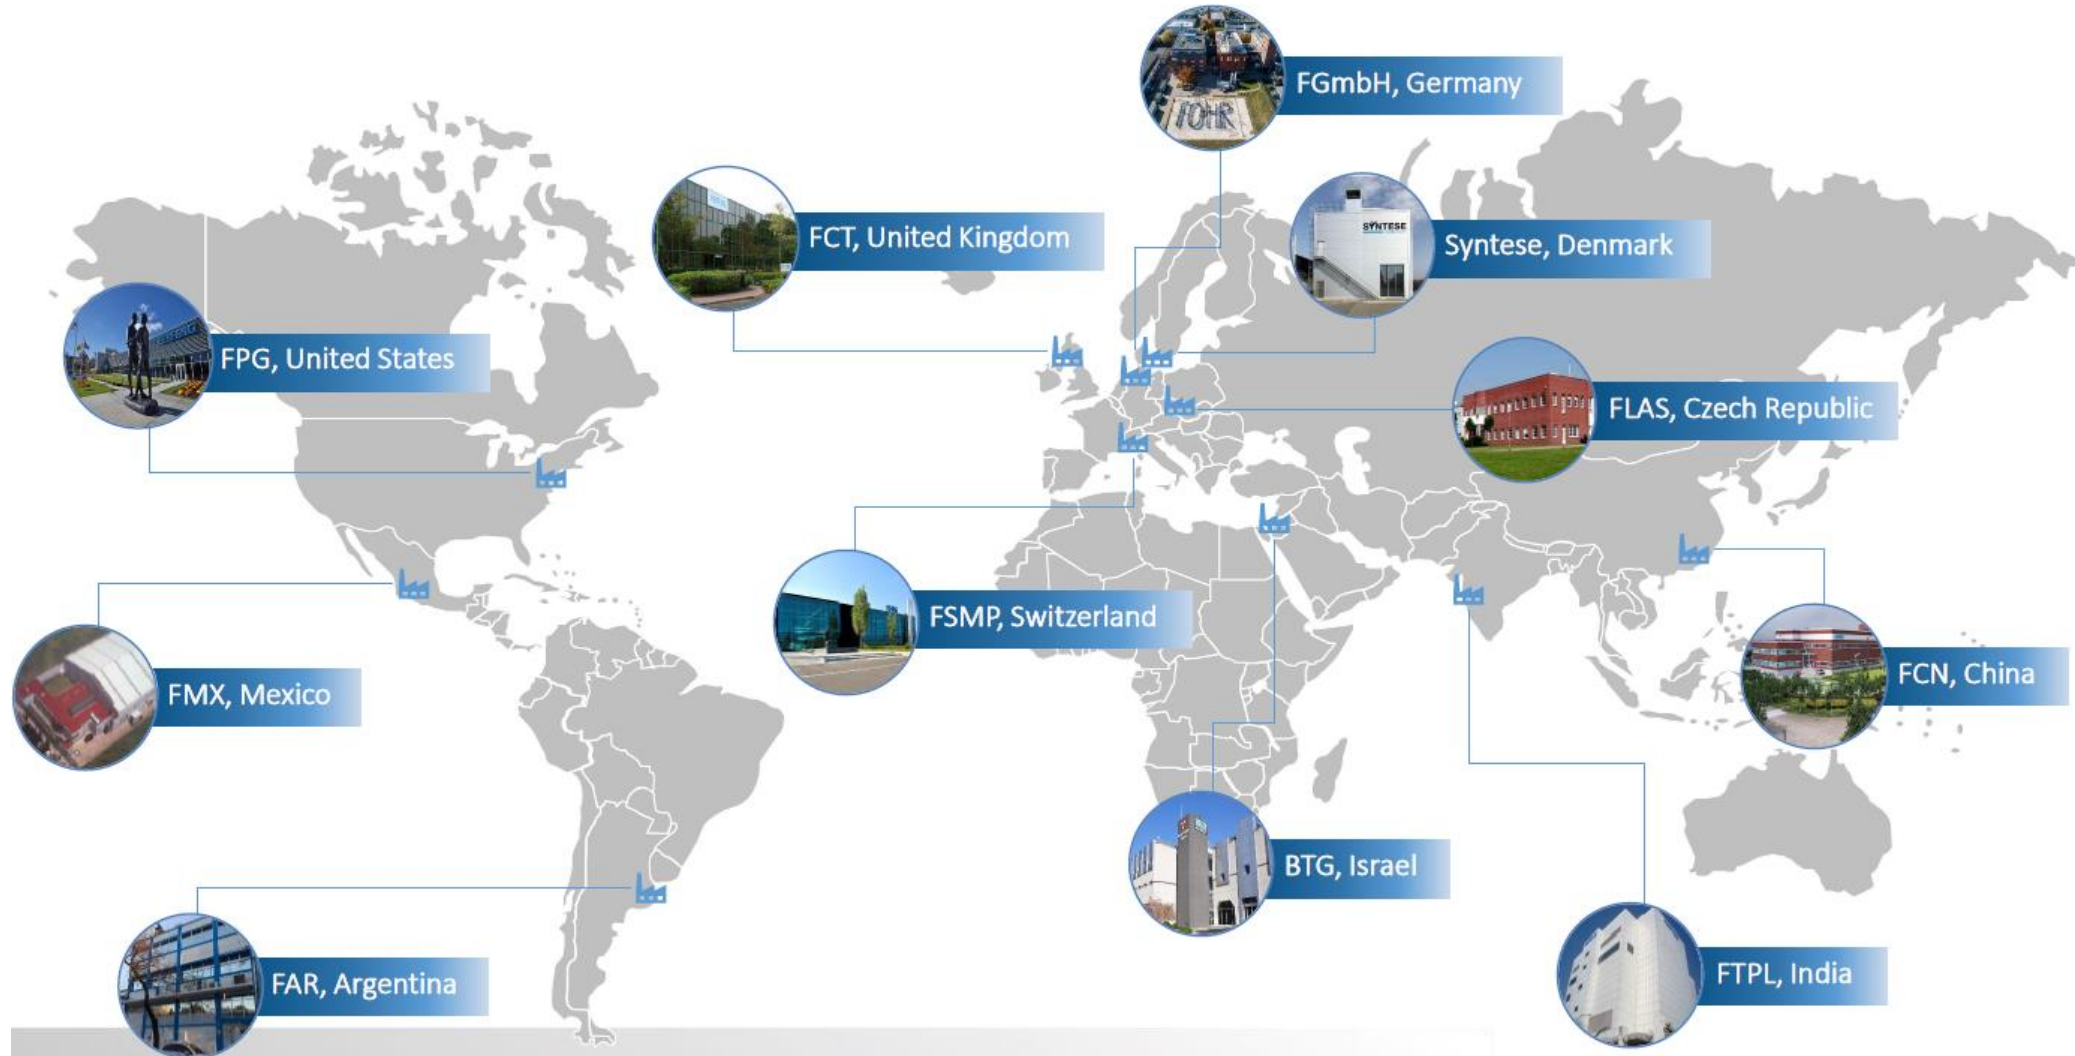 FGmbH, Germany
FCT, United Kingdom
SYNTESE
Syntese, Denmark
FPG, United States
FLAS, Czech Republic
FSMP, Switzerland
FMX, Mexico
FCN, China
BTG, Israel
FAR, Argentina
FTPL, India